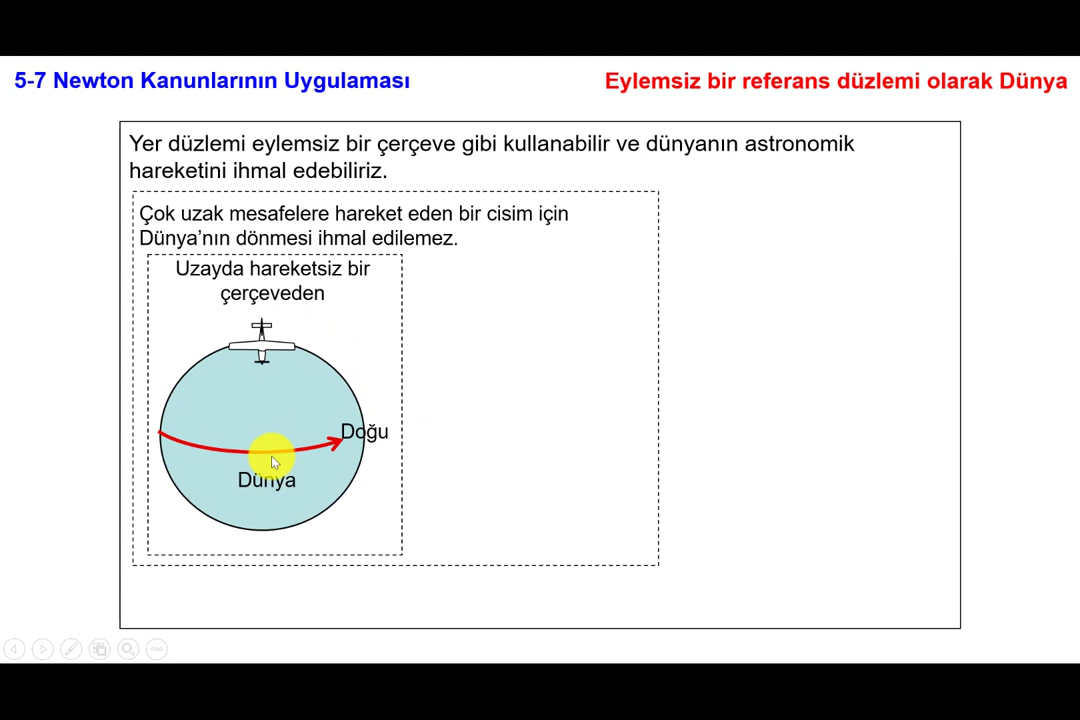 5-7 Newton Kanunlarının Uygulaması
Eylemsiz bir referans düzlemi olarak Dünya
Yer düzlemi eylemsiz bir çerçeve gibi kullanabilir ve dünyanın astronomik
hareketini ihmal edebiliriz.
Çok uzak mesafelere hareket eden bir cisim için
Dünya’nın dönmesi ihmal edilemez.
Uzayda hareketsiz bir
çerçeveden
Doğu
Dünya